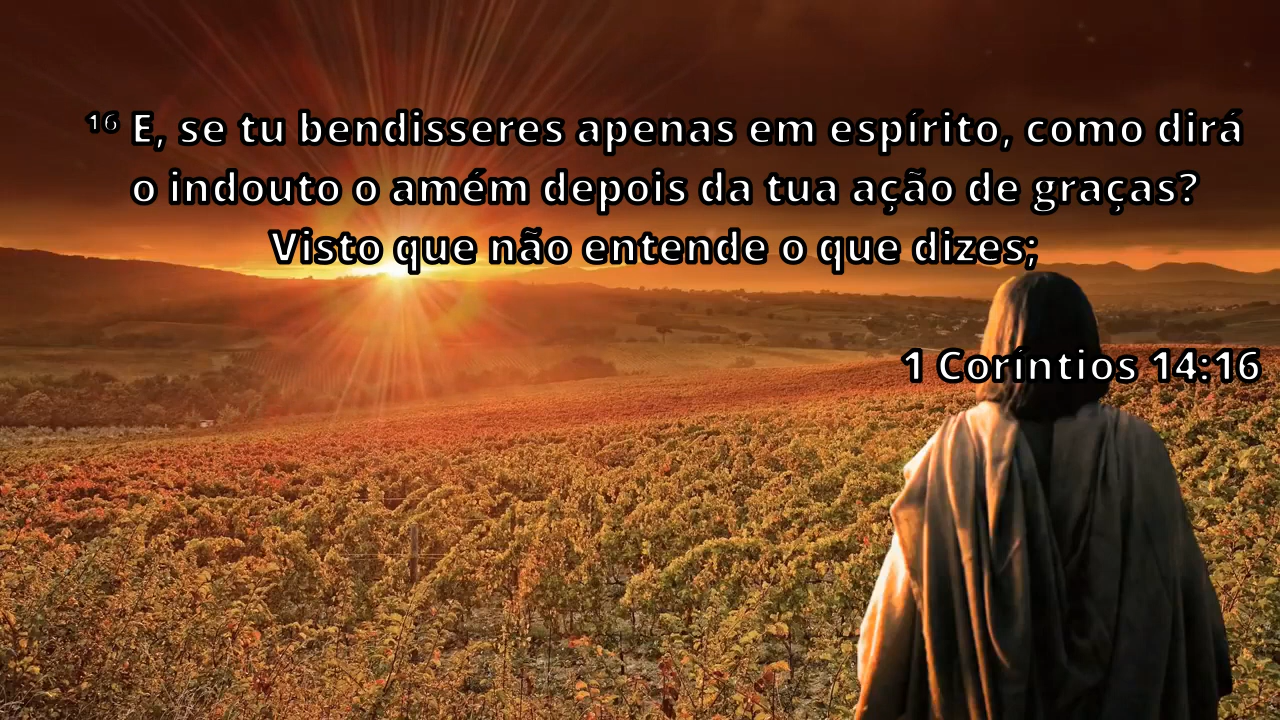 ¹⁶ E, se tu bendisseres apenas em espírito, como dirá
o indouto o amém depois da tua ação de graças?
Visto que não entende o que dizes;
1 Coríntios 14:16